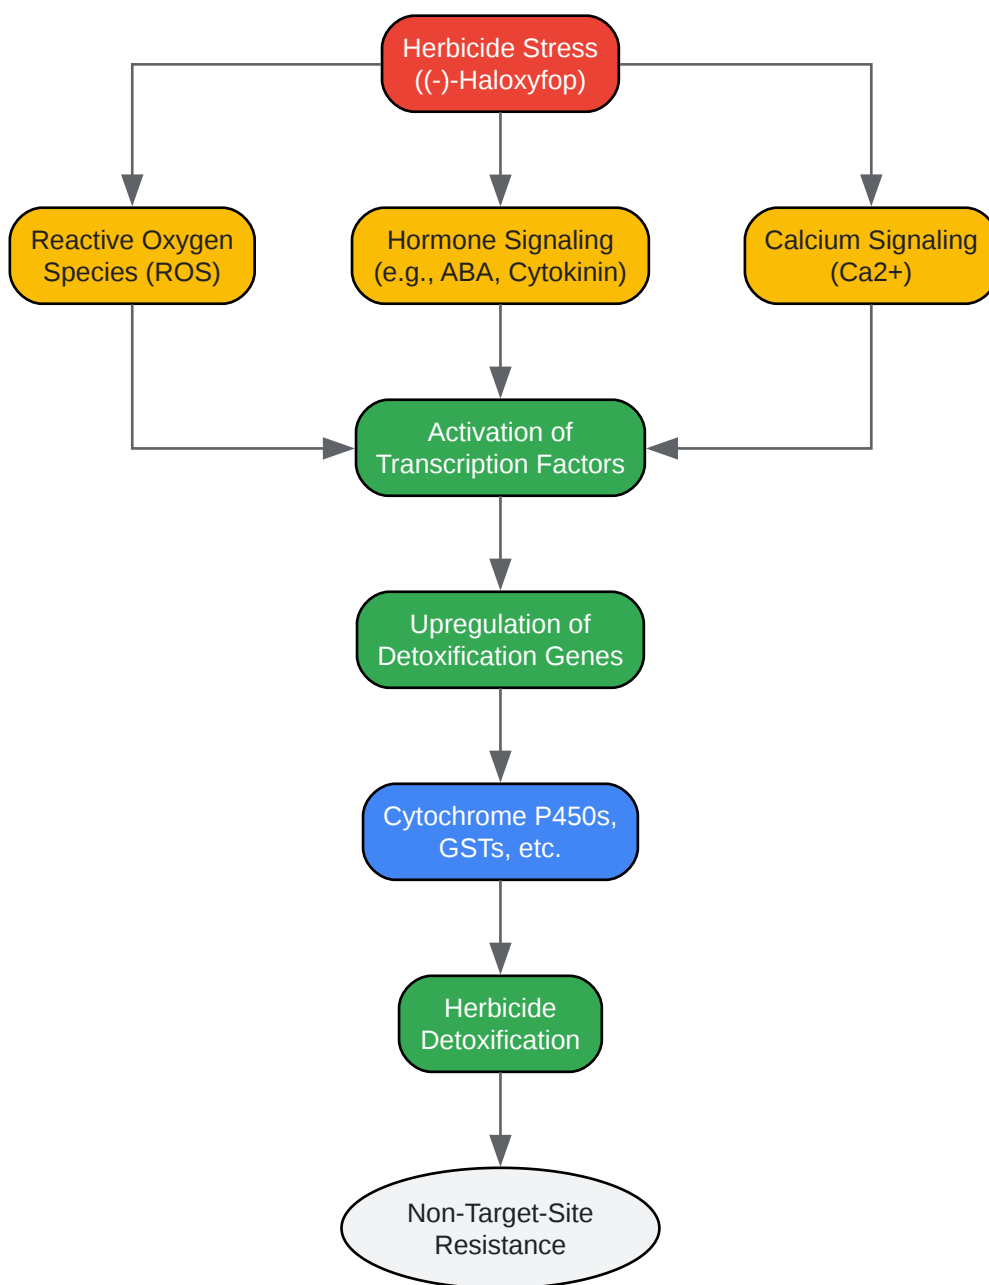 Herbicide Stress
((-)-Haloxyfop)
Reactive Oxygen
Species (ROS)
Hormone Signaling
(e.g., ABA, Cytokinin)
Calcium Signaling
(Ca2+)
Activation of
Transcription Factors
Upregulation of
Detoxification Genes
Cytochrome P450s,
GSTs, etc.
Herbicide
Detoxification
Non-Target-Site
Resistance